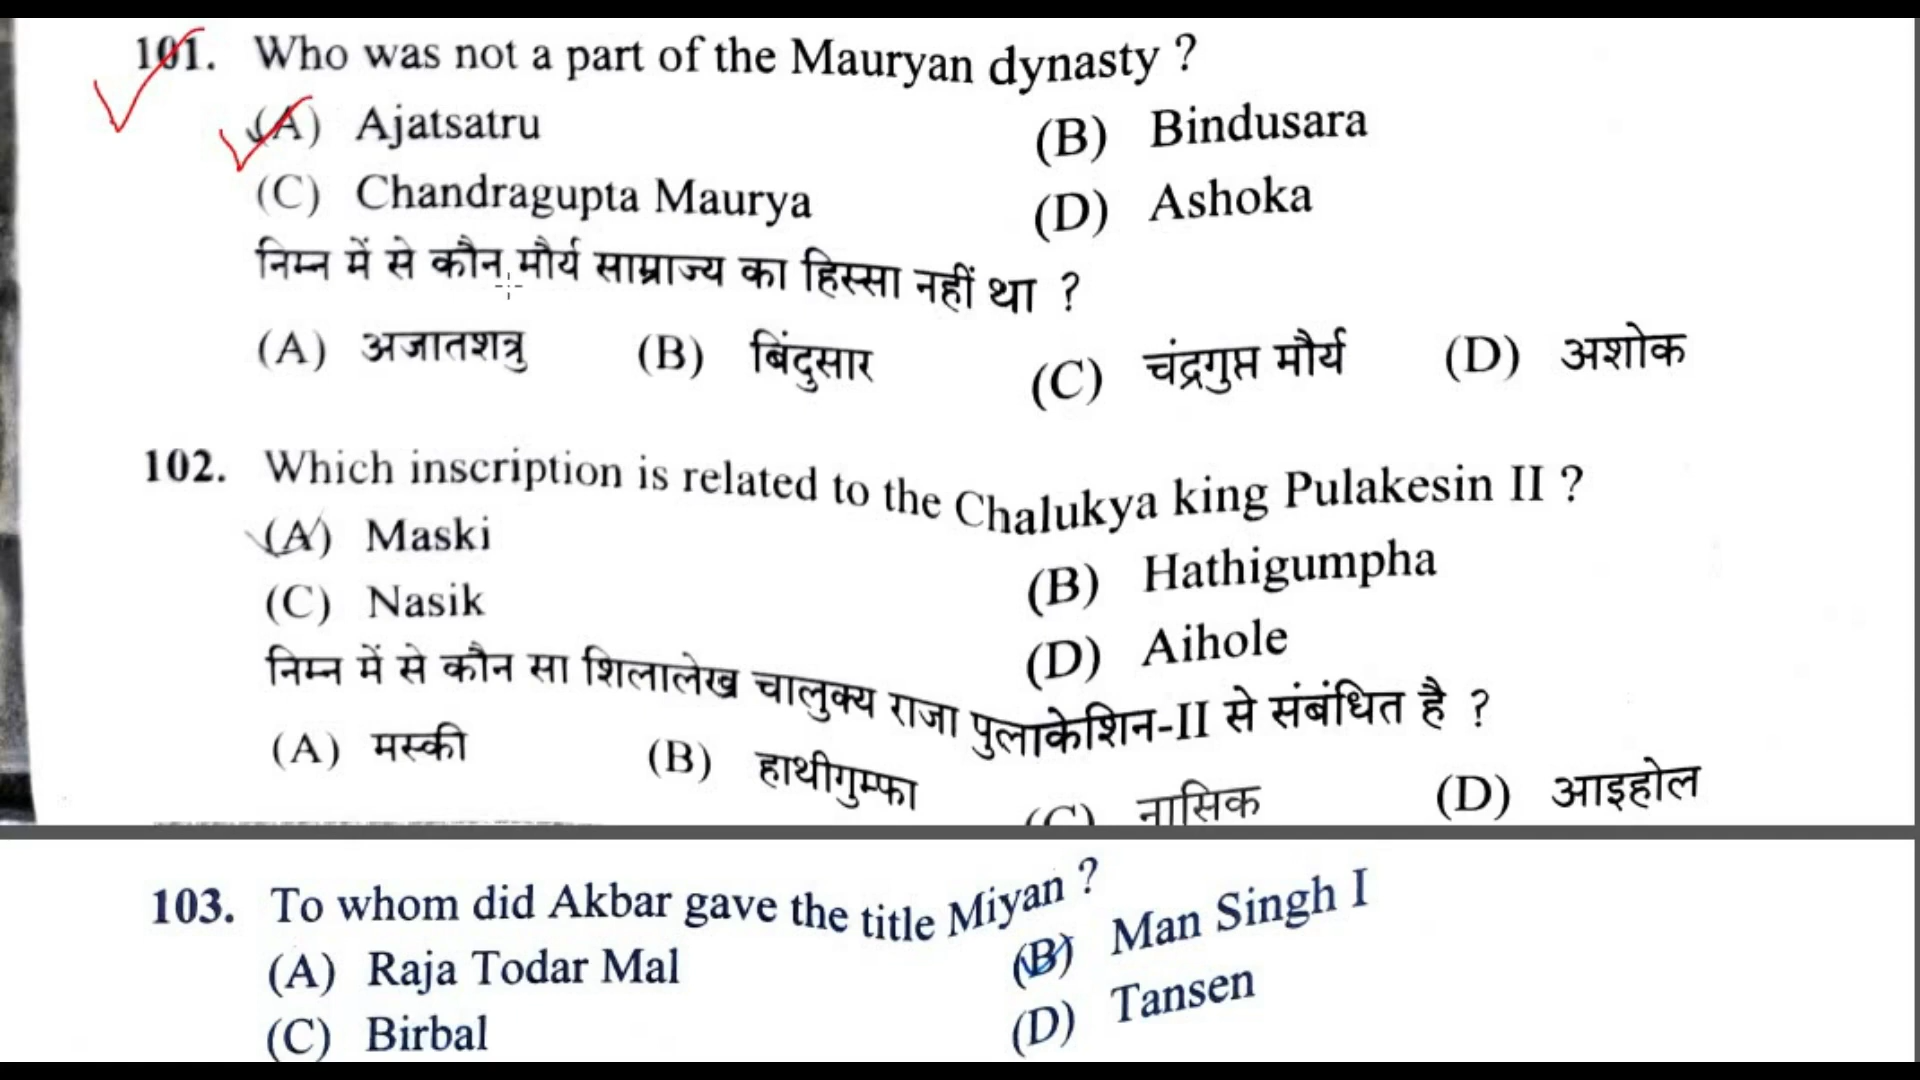 101. Who was not a part of the Mauryan dynasty ?
(A) Ajatsatru (B) Bindusara
(C) Chandragupta Maurya (D) Ashoka
निम्न में से कौन मौर्य साम्राज्य का हिस्सा नहीं था ?
(A) अजातशत्रु (B) बिंदुसार (C) चंद्रगुप्त मौर्य (D) अशोक
102. Which inscription is related to the Chalukya king Pulakesin II ?
(A) Maski (B) Hathigumpha
(C) Nasik (D) Aihole
निम्न में से कौन सा शिलालेख चालुक्य राजा पुलाकेशिन-II से संबंधित है ?
(A) मस्की (B) हाथीगुम्फा (C) नासिक (D) आइहोल
103. To whom did Akbar gave the title Miyan ?
(A) Raja Todar Mal (B) Man Singh I
(C) Birbal (D) Tansen